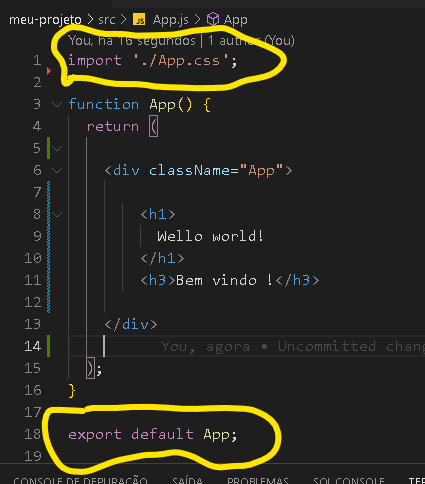 meu-projeto > src > JS App.js > App
You, há 16 segundos | 1 author (You)
1 import './App.css';
2
3 function App() {
4 return (
5
6 <div className="App">
7
8 <h1>
9 Wello world!
10 </h1>
11 <h3>Bem vindo !</h3>
12
13 </div>
14 You, agora • Uncommitted chang
15 );
16 }
17
18 export default App;
19
CONSOLE DE DEPURAÇÃO SAÍDA PROBLEMAS SQL CONSOLE TER